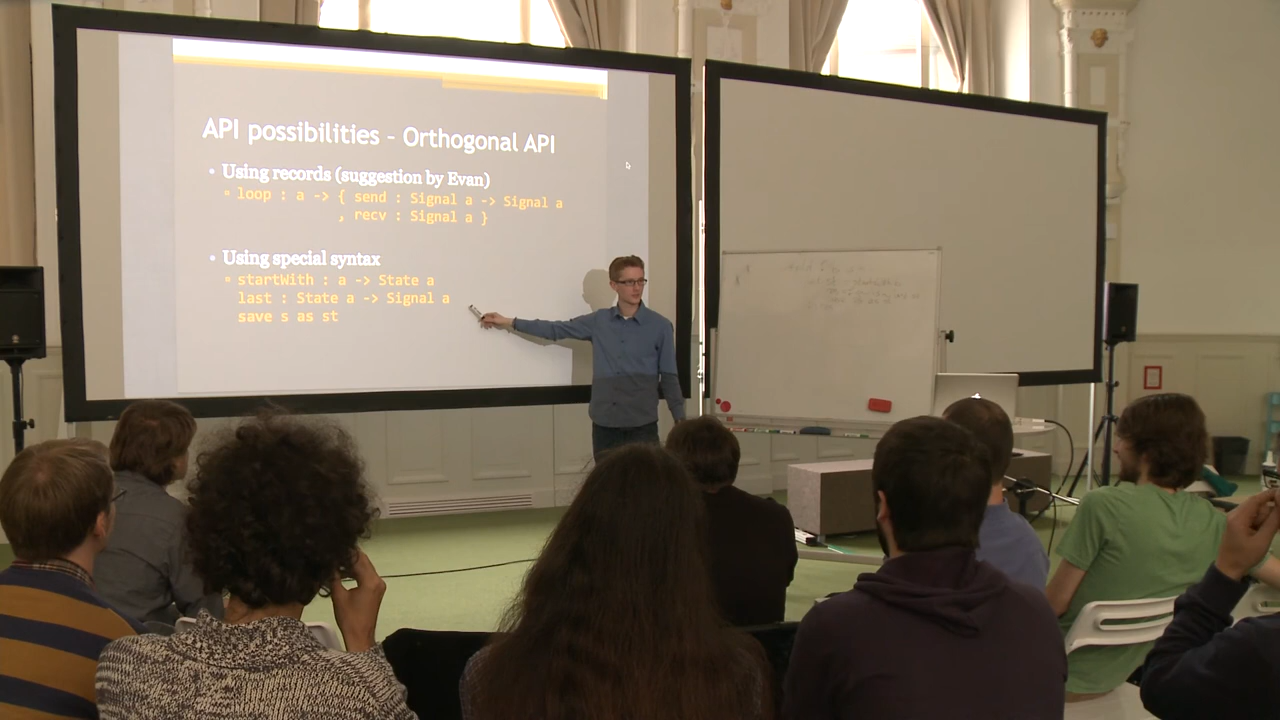 API possibilities – Orthogonal API
• Using records (suggestion by Evan)
• loop : a -> { send : Signal a -> Signal a
, recv : Signal a }
• Using special syntax
• startWith : a -> State a
last : State a -> Signal a
save s as st